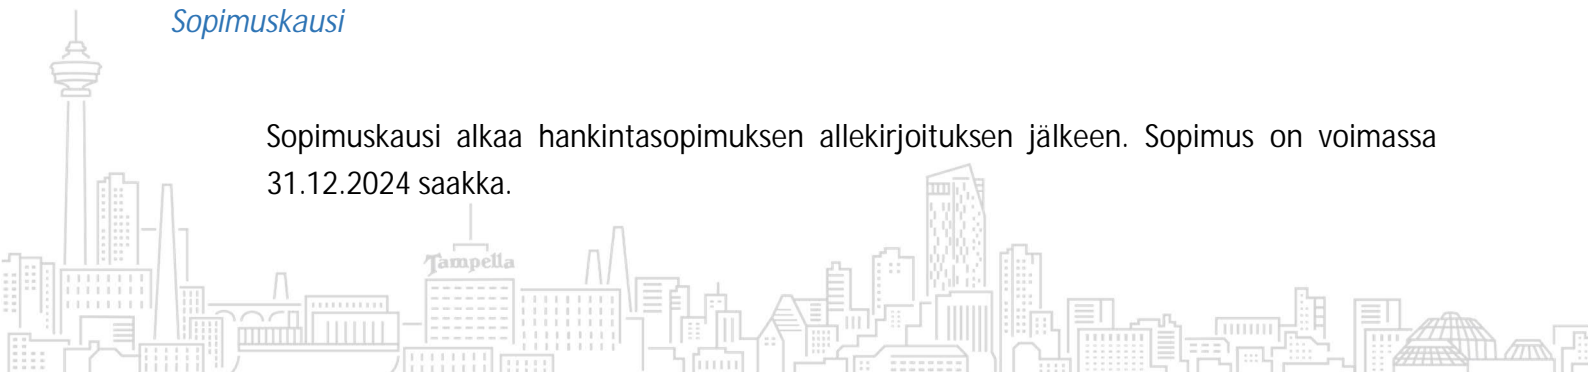 Sopimuskausi
Sopimuskausi alkaa hankintasopimuksen allekirjoituksen jälkeen. Sopimus on voimassa
31.12.2024 saakka.
Tampella